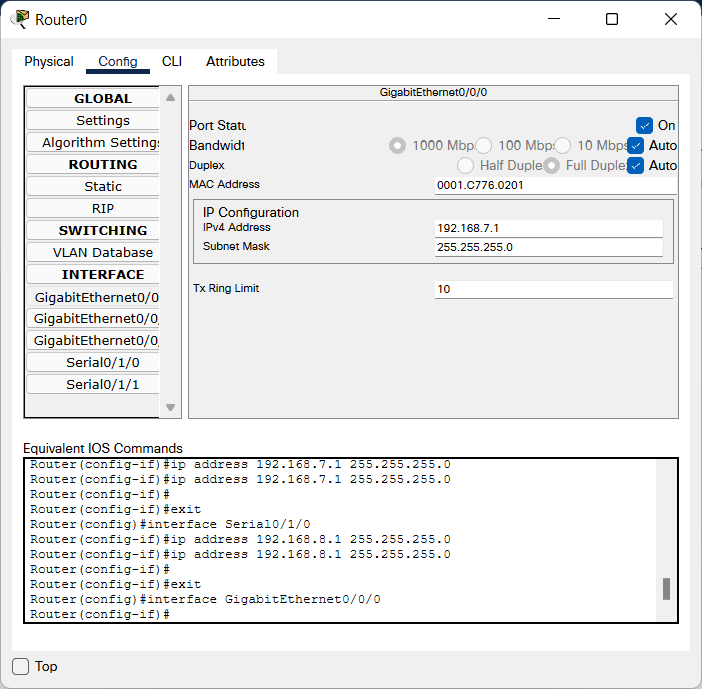 Router0
Physical Config CLI Attributes
GLOBAL
Settings
Algorithm Settings
ROUTING
Static
RIP
SWITCHING
VLAN Database
INTERFACE
GigabitEthernet0/0
GigabitEthernet0/0/
GigabitEthernet0/0/
Serial0/1/0
Serial0/1/1
GigabitEthernet0/0/0
Port Statu On
Bandwidt 1000 Mbp 100 Mbps 10 Mbps Auto
Duplex Half Duple Full Duplex Auto
MAC Address 0001.C776.0201
IP Configuration
IPv4 Address 192.168.7.1
Subnet Mask 255.255.255.0
Tx Ring Limit 10
Equivalent IOS Commands
Router(config-if)#ip address 192.168.7.1 255.255.255.0
Router(config-if)#ip address 192.168.7.1 255.255.255.0
Router(config-if)#
Router(config-if)#exit
Router(config)#interface Serial0/1/0
Router(config-if)#ip address 192.168.8.1 255.255.255.0
Router(config-if)#ip address 192.168.8.1 255.255.255.0
Router(config-if)#
Router(config-if)#exit
Router(config)#interface GigabitEthernet0/0/0
Router(config-if)#
Top